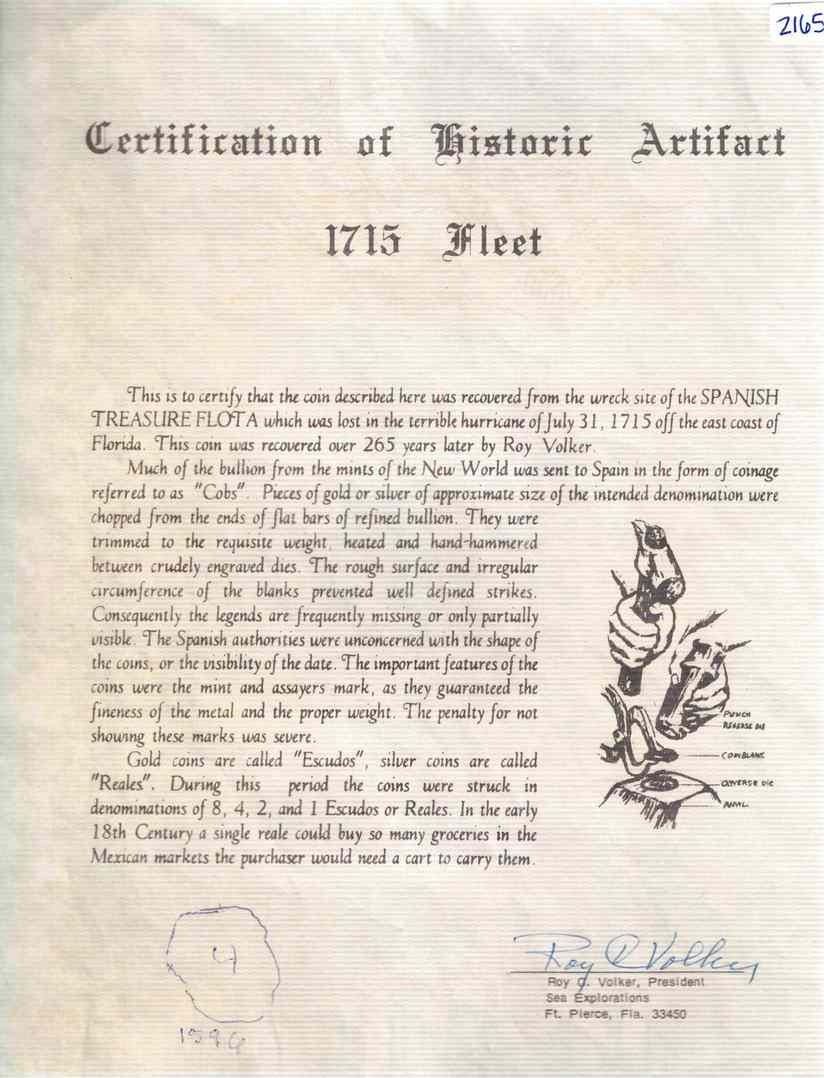 2165
Certification of Historic Artifact
1715 Fleet
This is to certify that the coin described here was recovered from the wreck site of the SPANISH
TREASURE FLOTA which was lost in the terrible hurricane of July 31, 1715 off the east coast of
Florida. This coin was recovered over 265 years later by Roy Volker.
Much of the bullion from the mints of the New World was sent to Spain in the form of coinage
referred to as "Cobs". Pieces of gold or silver of approximate size of the intended denomination were
chopped from the ends of flat bars of refined bullion. They were
trimmed to the requisite weight, heated and hand-hammered
between crudely engraved dies. The rough surface and irregular
circumference of the blanks prevented well defined strikes.
Consequently the legends are frequently missing or only partially
visible. The Spanish authorities were unconcerned with the shape of
the coins, or the visibility of the date. The important features of the
coins were the mint and assayers mark, as they guaranteed the
fineness of the metal and the proper weight. The penalty for not
showing these marks was severe.
PUNCH
REVERSE DIE
COIN BLANK
OBVERSE DIE
ANVIL
Gold coins are called "Escudos", silver coins are called
"Reales". During this period the coins were struck in
denominations of 8, 4, 2, and 1 Escudos or Reales. In the early
18th Century a single reale could buy so many groceries in the
Mexican markets the purchaser would need a cart to carry them.
4
Roy C Volker
Roy C. Volker, President
Sea Explorations
Ft. Pierce, Fla. 33450